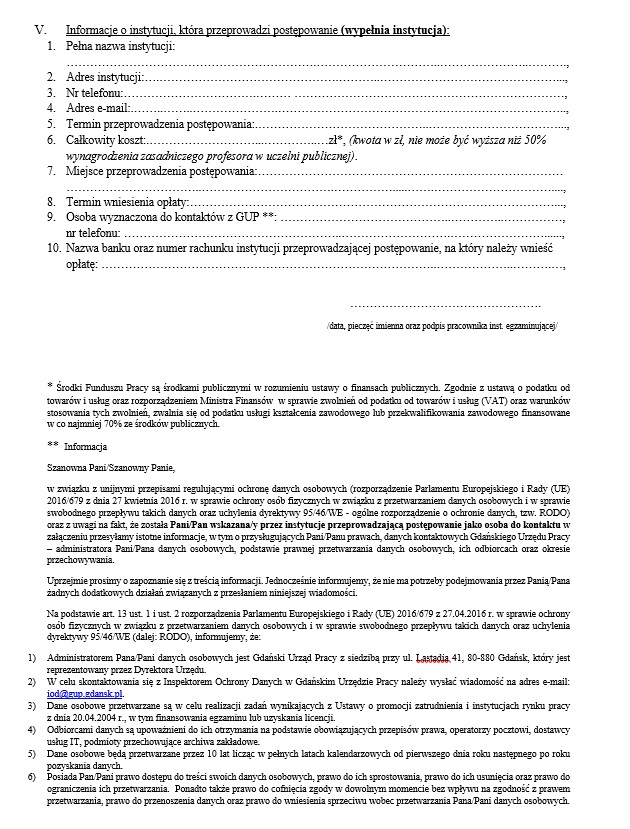 V. Informacje o instytucji, która przeprowadzi postępowanie (wypełnia instytucja):
1. Pełna nazwa instytucji:
……………………………………………………………………………………………….,
2. Adres instytucji:……………………………………………………………………………...,
3. Nr telefonu:…………………………………… ……………………………………………,
4. Adres e-mail:………………………………………………………………………………..,
5. Termin przeprowadzenia postępowania:……………………………………………………...,
6. Całkowity koszt:……………………………..…zł*, (kwota w zł, nie może być wyższa niż 50%
wynagrodzenia zasadniczego profesora w uczelni publicznej).
7. Miejsce przeprowadzenia postępowania:……………………………………………………
………………………………………………………………………………………………...,
8. Termin wniesienia opłaty:……………………………………………………………………...,
9. Osoba wyznaczona do kontaktów z GUP **: ………………………………………………,
nr telefonu: …………………………………………………………………………………...,
10. Nazwa banku oraz numer rachunku instytucji przeprowadzającej postępowanie, na który należy wnieść
opłatę: ………………………………………………………………………………………,
……………………………………….
/data, pieczęć imienna oraz podpis pracownika inst. egzaminującej/
* Środki Funduszu Pracy są środkami publicznymi w rozumieniu ustawy o finansach publicznych. Zgodnie z ustawą o podatku od
towarów i usług oraz rozporządzeniem Ministra Finansów w sprawie zwolnień od podatku od towarów i usług (VAT) oraz warunków
stosowania tych zwolnień, zwalnia się od podatku usługi kształcenia zawodowego lub przekwalifikowania zawodowego finansowane
w co najmniej 70% ze środków publicznych.
** Informacja
Szanowna Pani/Szanowny Panie,
w związku z unijnymi przepisami regulującymi ochronę danych osobowych (rozporządzenie Parlamentu Europejskiego i Rady (UE)
2016/679 z dnia 27 kwietnia 2016 r. w sprawie ochrony osób fizycznych w związku z przetwarzaniem danych osobowych i w sprawie
swobodnego przepływu takich danych oraz uchylenia dyrektywy 95/46/WE - ogólne rozporządzenie o ochronie danych, tzw. RODO)
oraz z uwagi na fakt, że została Pani/Pan wskazana/y przez instytucje przeprowadzającą postępowanie jako osoba do kontaktu w
załączeniu przesyłamy istotne informacje, w tym o przysługujących Pani/Panu prawach, danych kontaktowych Gdańskiego Urzędu Pracy
– administratora Pani/Pana danych osobowych, podstawie prawnej przetwarzania danych osobowych, ich odbiorcach oraz okresie
przechowywania.
Uprzejmie prosimy o zapoznanie się z treścią informacji. Jednocześnie informujemy, że nie ma potrzeby podejmowania przez Panią/Pana
żadnych dodatkowych działań związanych z przesłaniem niniejszej wiadomości.
Na podstawie art. 13 ust. 1 i ust. 2 rozporządzenia Parlamentu Europejskiego i Rady (UE) 2016/679 z 27.04.2016 r. w sprawie ochrony
osób fizycznych w związku z przetwarzaniem danych osobowych i w sprawie swobodnego przepływu takich danych oraz uchylenia
dyrektywy 95/46/WE (dalej: RODO), informujemy, że:
1) Administratorem Pana/Pani danych osobowych jest Gdański Urząd Pracy z siedzibą przy ul. Lastadia 41, 80-880 Gdańsk, który jest
reprezentowany przez Dyrektora Urzędu.
2) W celu skontaktowania się z Inspektorem Ochrony Danych w Gdańskim Urzędzie Pracy należy wysłać wiadomość na adres e-mail:
iod@gup.gdansk.pl.
3) Dane osobowe przetwarzane są w celu realizacji zadań wynikających z Ustawy o promocji zatrudnienia i instytucjach rynku pracy
z dnia 20.04.2004 r., w tym finansowania egzaminu lub uzyskania licencji.
4) Odbiorcami danych są upoważnieni do ich otrzymania na podstawie obowiązujących przepisów prawa, operatorzy pocztowi, dostawcy
usług IT, podmioty przechowujące archiwa zakładowe.
5) Dane osobowe będą przetwarzane przez 10 lat licząc w pełnych latach kalendarzowych od pierwszego dnia roku następnego po roku
pozyskania danych.
6) Posiada Pan/Pani prawo dostępu do treści swoich danych osobowych, prawo do ich sprostowania, prawo do ich usunięcia oraz prawo do
ograniczenia ich przetwarzania. Ponadto także prawo do cofnięcia zgody w dowolnym momencie bez wpływu na zgodność z prawem
przetwarzania, prawo do przenoszenia danych oraz prawo do wniesienia sprzeciwu wobec przetwarzania Pana/Pani danych osobowych.